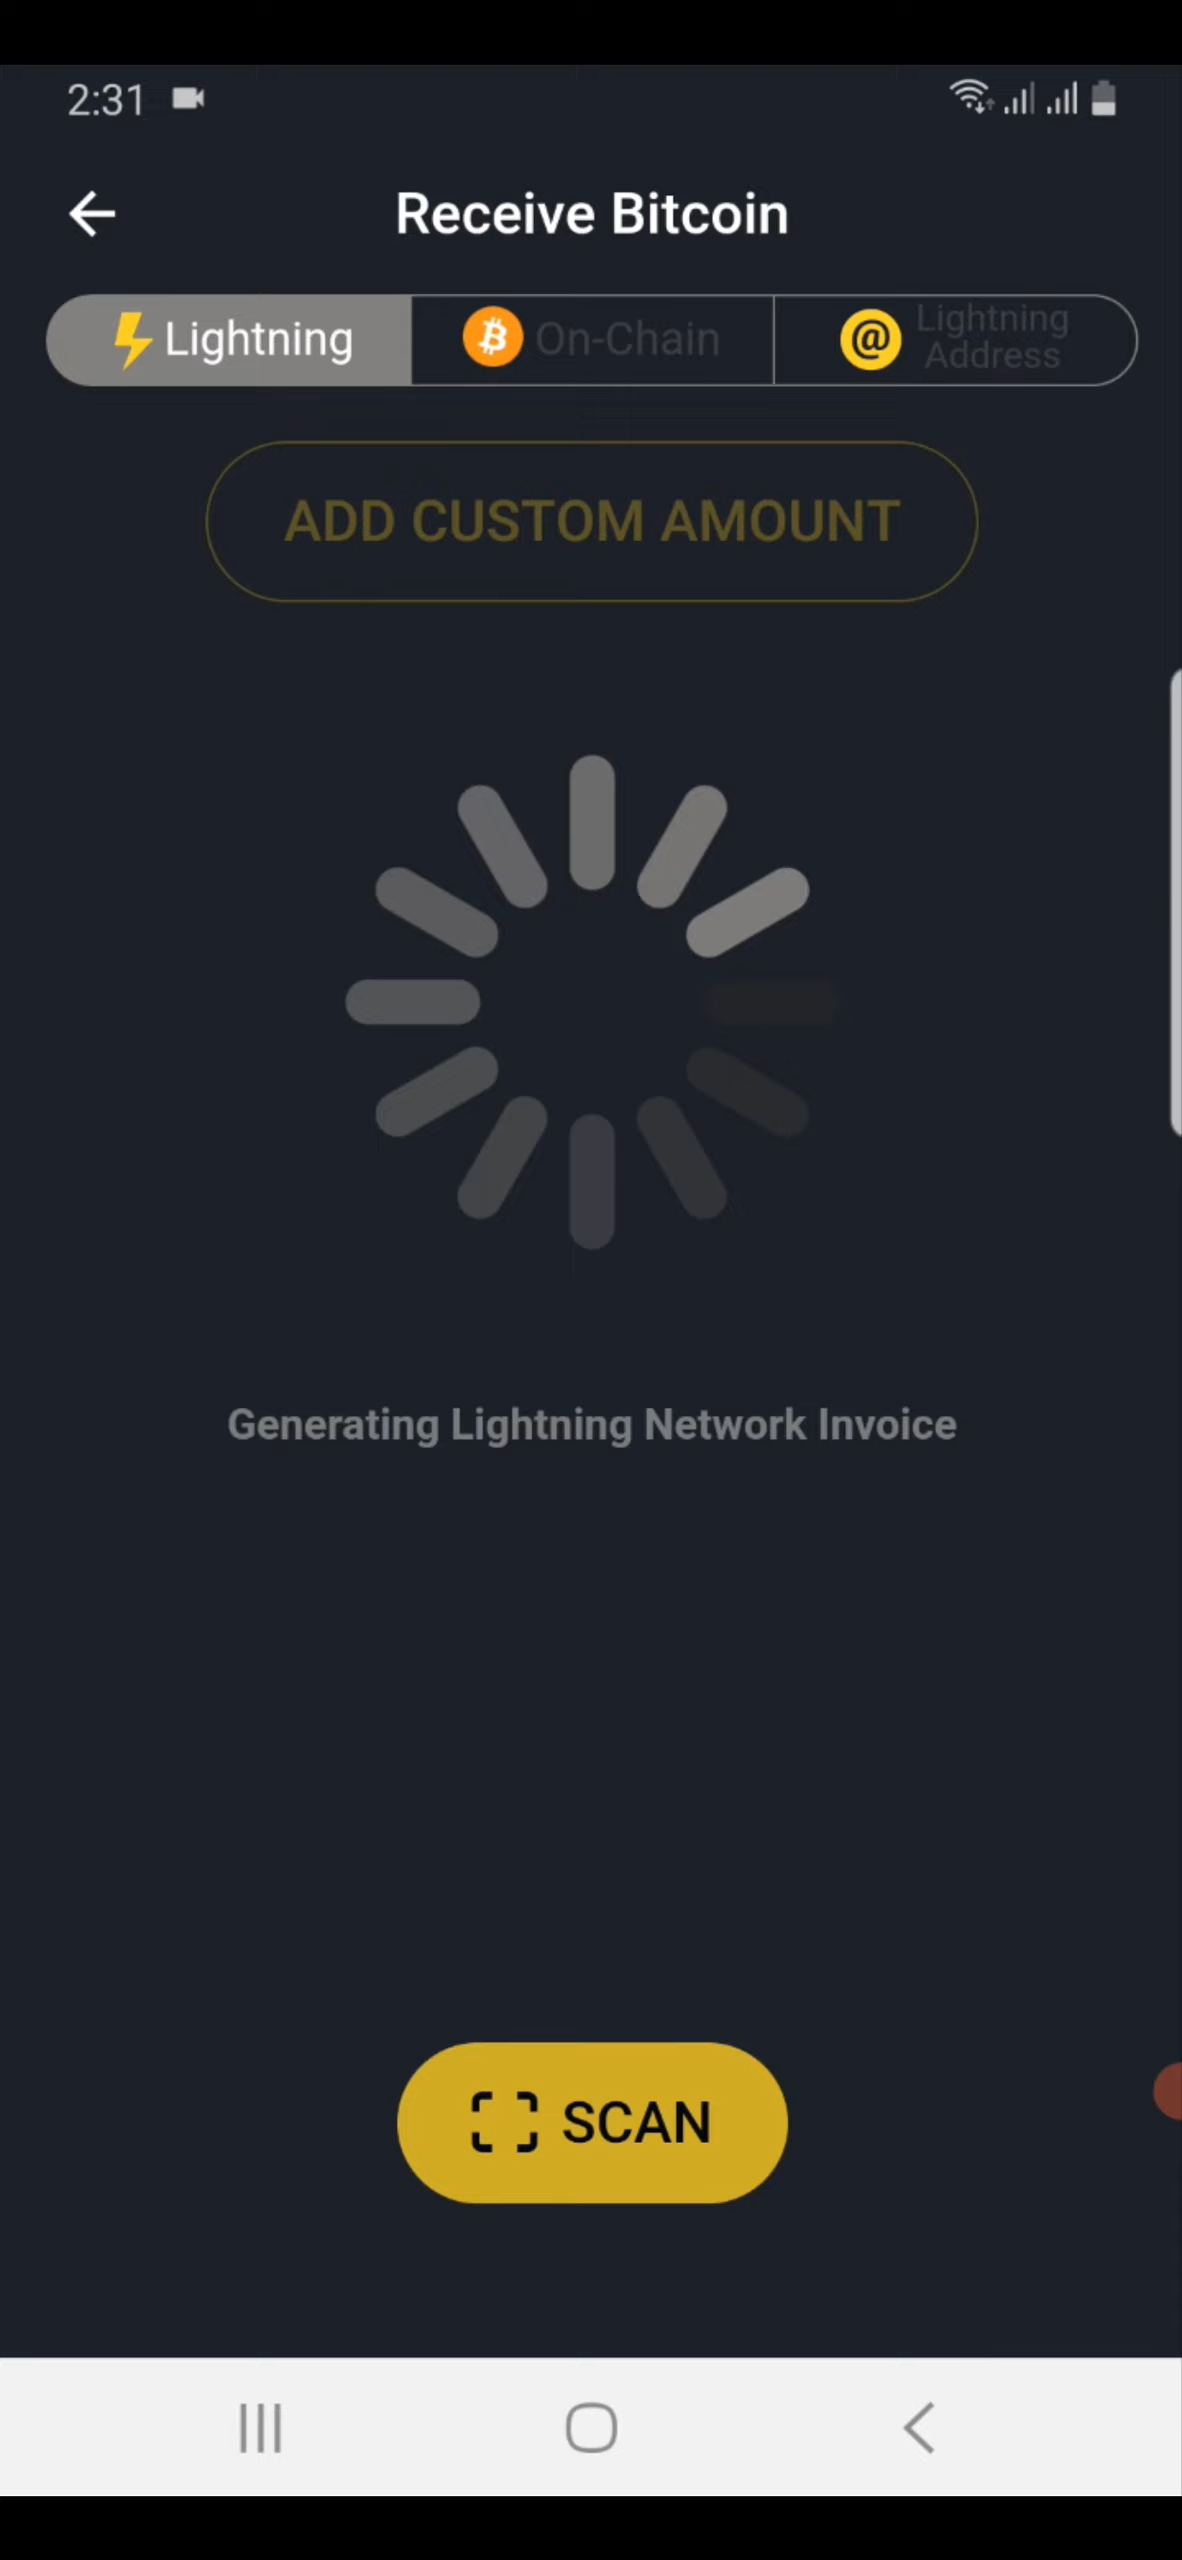 2:31
Receive Bitcoin
Lightning
On-Chain
Lightning
Address
ADD CUSTOM AMOUNT
Generating Lightning Network Invoice
SCAN